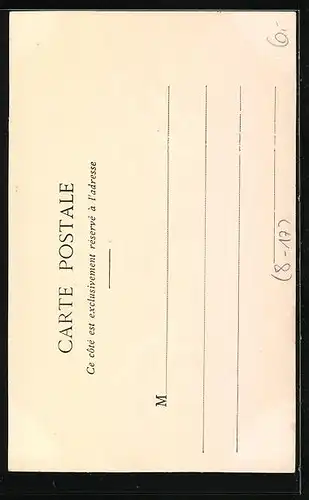 CARTE POSTALE
Ce côté est exclusivement réservé à l'adresse
M
6,-
(8-17)